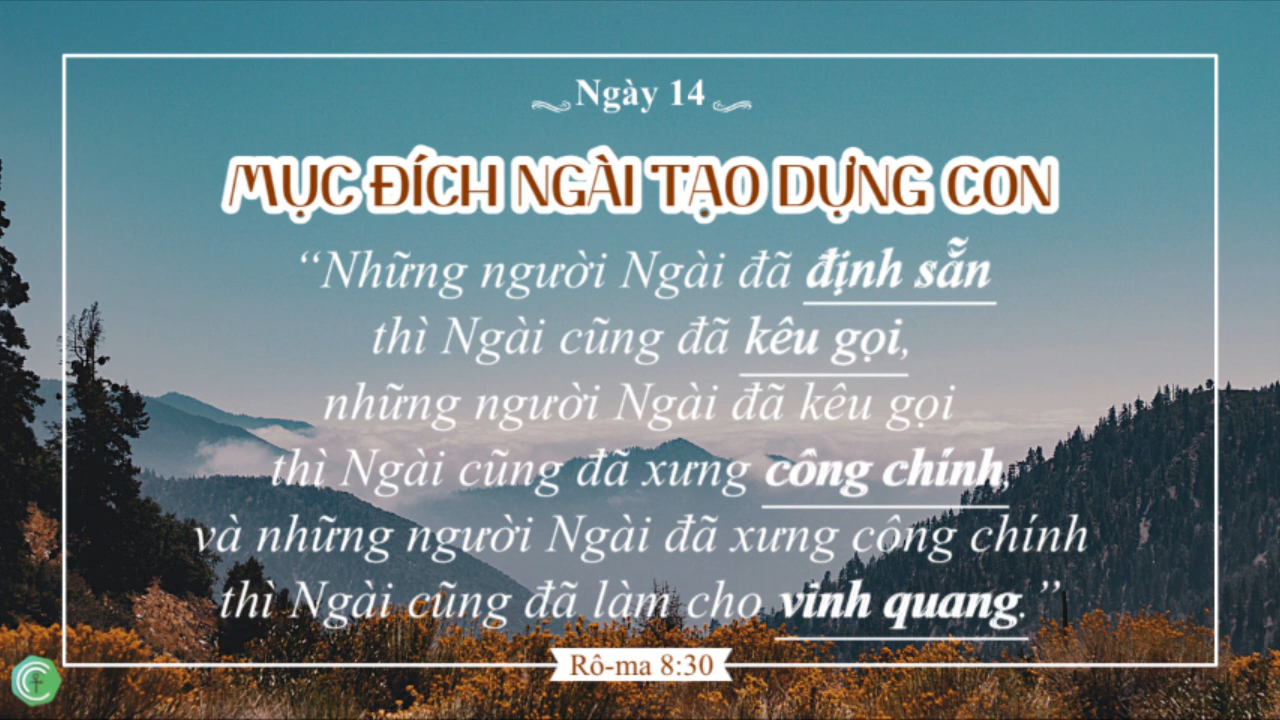 Ngày 14
MỤC ĐÍCH NGÀI TẠO DỰNG CON
“Những người Ngài đã định sẵn
thì Ngài cũng đã kêu gọi,
những người Ngài đã kêu gọi
thì Ngài cũng đã xưng công chính,
và những người Ngài đã xưng công chính
thì Ngài cũng đã làm cho vinh quang.”
Rô-ma 8:30